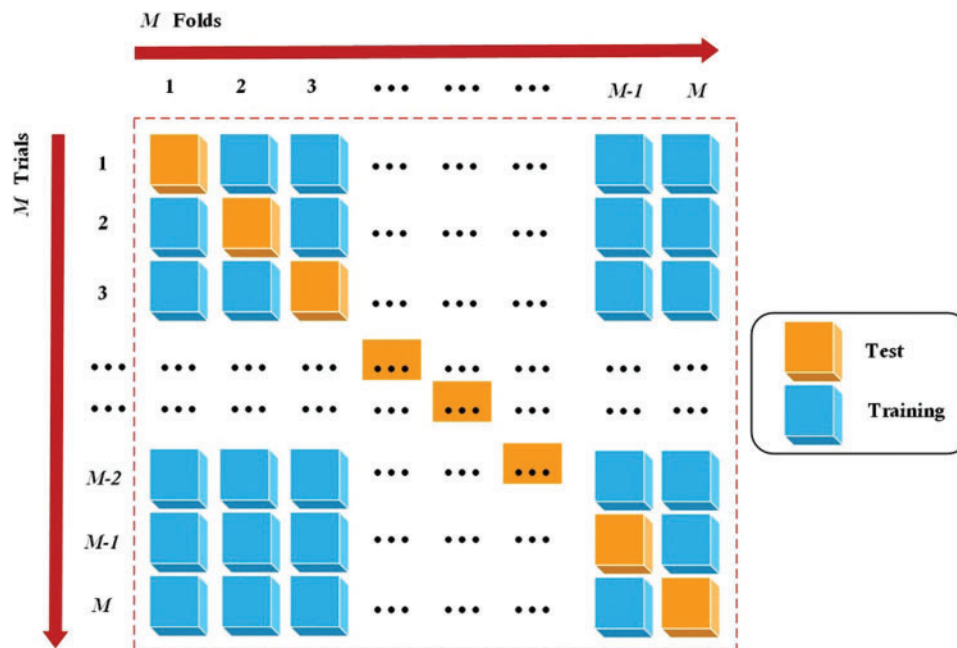 M Folds
1 2 3 ... ... ... M-1 M
M Trials
1 ... ... ...
2 ... ... ...
3 ... ... ...
... ... ... ... ... ... ... ... ...
... ... ... ... ... ... ... ... ...
M-2 ... ... ...
M-1 ... ... ...
M ... ... ...
Test
Training